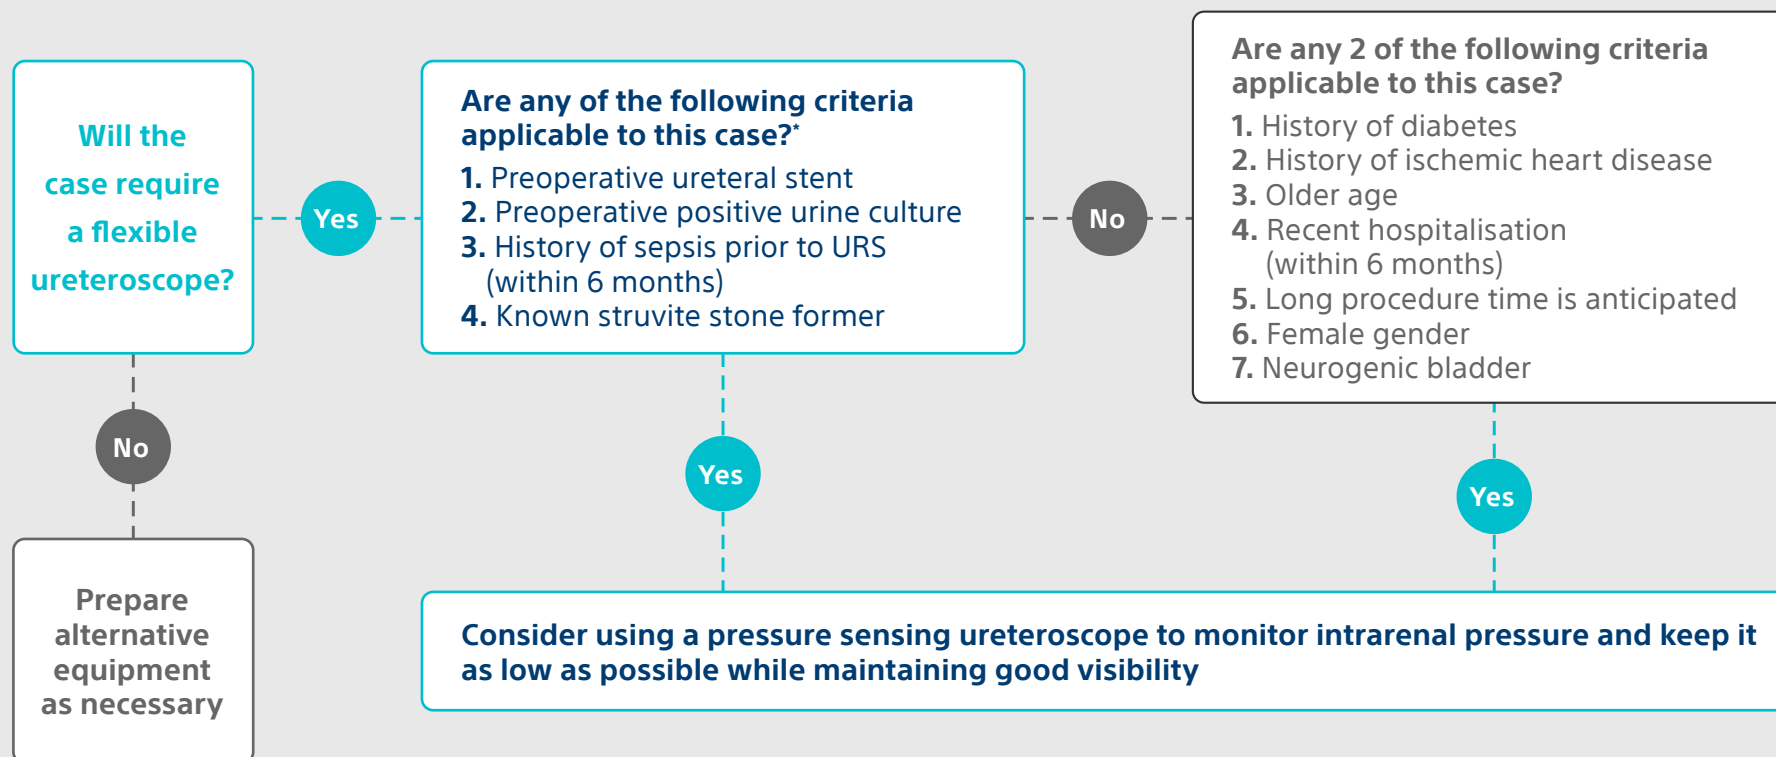 Will the
case require
a flexible
ureteroscope?
Yes
Are any of the following criteria
applicable to this case?*
1. Preoperative ureteral stent
2. Preoperative positive urine culture
3. History of sepsis prior to URS
(within 6 months)
4. Known struvite stone former
No
Are any 2 of the following criteria
applicable to this case?
1. History of diabetes
2. History of ischemic heart disease
3. Older age
4. Recent hospitalisation
(within 6 months)
5. Long procedure time is anticipated
6. Female gender
7. Neurogenic bladder
No
Yes
Yes
Prepare
alternative
equipment
as necessary
Consider using a pressure sensing ureteroscope to monitor intrarenal pressure and keep it
as low as possible while maintaining good visibility